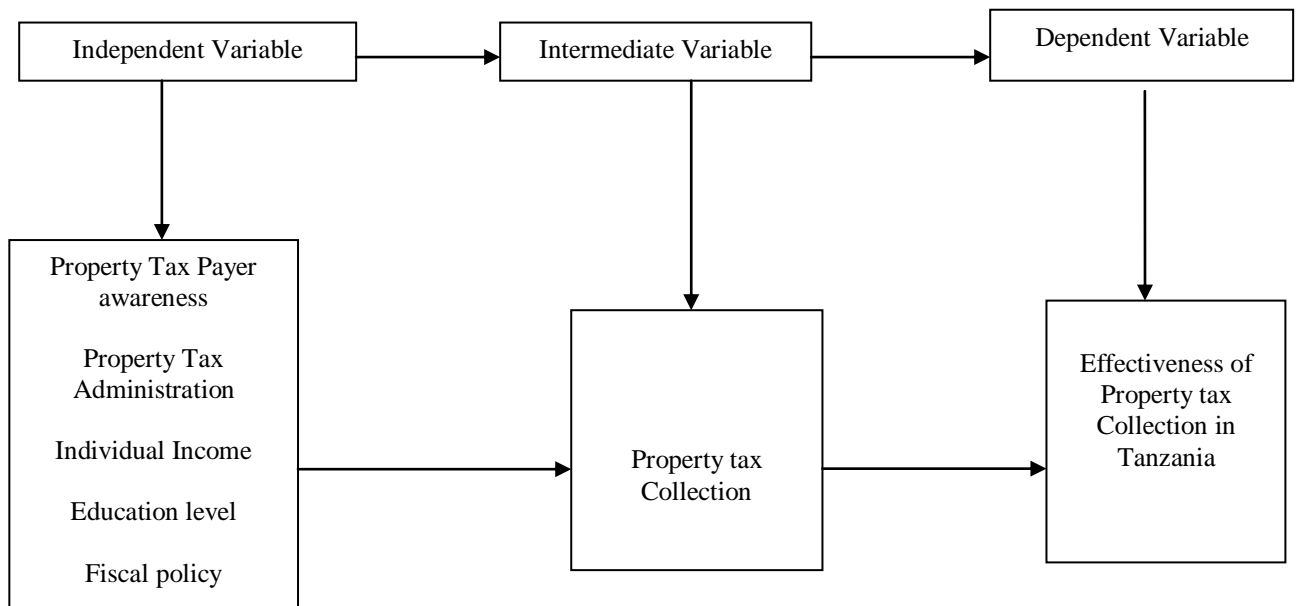 Independent Variable
Intermediate Variable
Dependent Variable
Property Tax Payer
awareness
Property Tax
Administration
Individual Income
Education level
Fiscal policy
Property tax
Collection
Effectiveness of
Property tax
Collection in
Tanzania